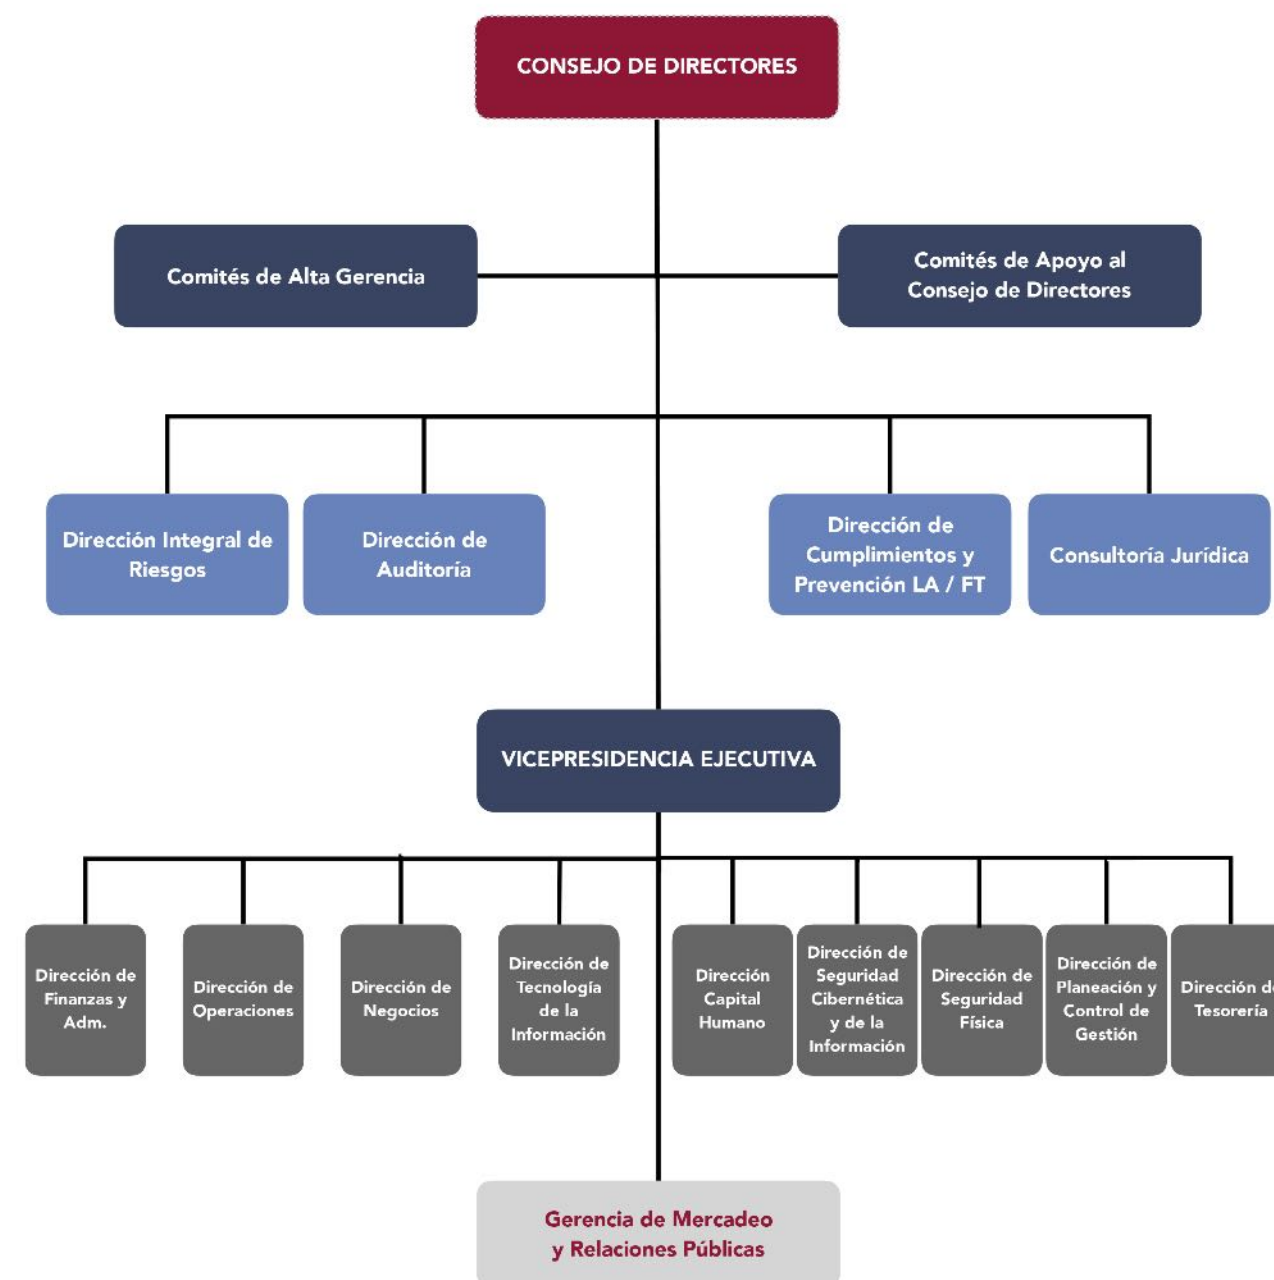 CONSEJO DE DIRECTORES
Comités de Alta Gerencia
Comités de Apoyo al
Consejo de Directores
Dirección Integral de
Riesgos
Dirección de
Auditoría
Dirección de
Cumplimientos y
Prevención LA / FT
Consultoría Jurídica
VICEPRESIDENCIA EJECUTIVA
Dirección de
Finanzas y
Adm.
Dirección de
Operaciones
Dirección de
Negocios
Dirección de
Tecnología
de la
Información
Dirección
Capital
Humano
Dirección de
Seguridad
Cibernética
y de la
Información
Dirección de
Seguridad
Física
Dirección de
Planeación y
Control de
Gestión
Dirección de
Tesorería
Gerencia de Mercadeo
y Relaciones Públicas